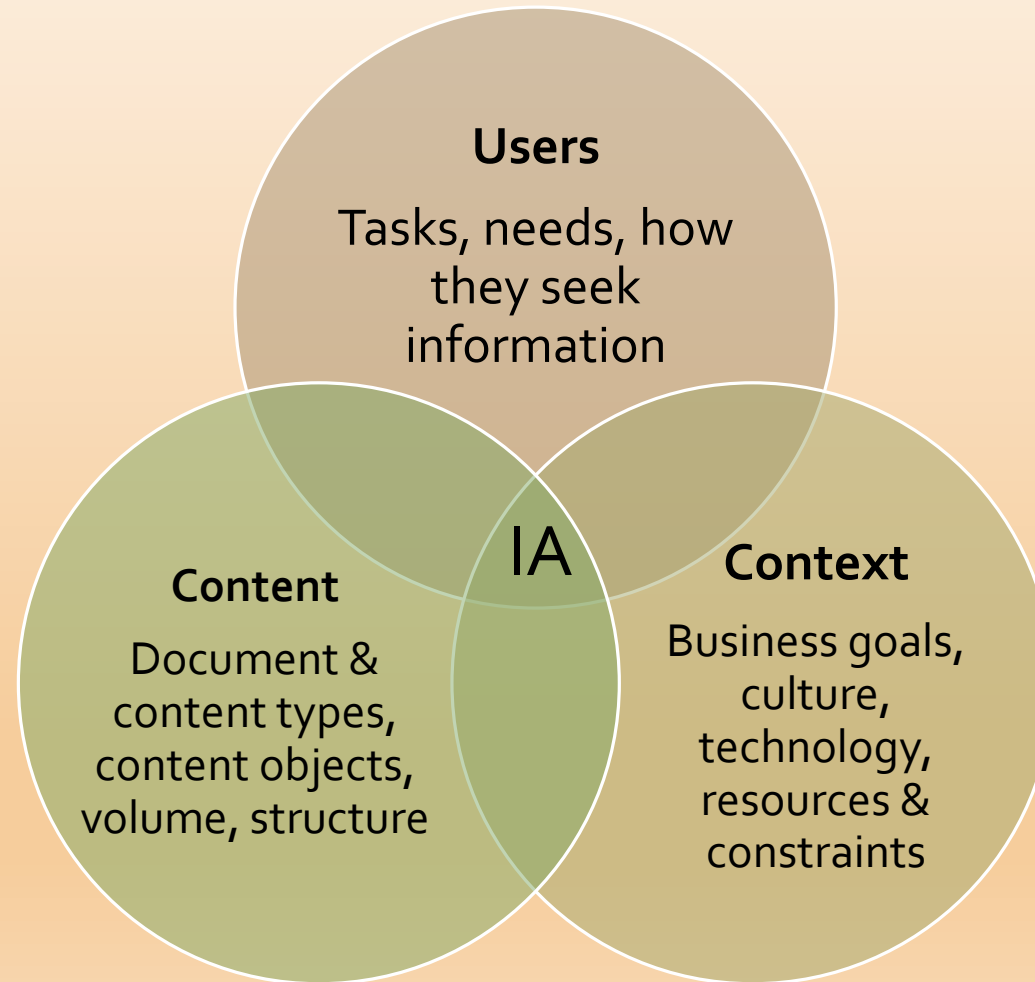 Users
Tasks, needs, how
they seek
information
IA
Content
Document &
content types,
content objects,
volume, structure
Context
Business goals,
culture,
technology,
resources &
constraints